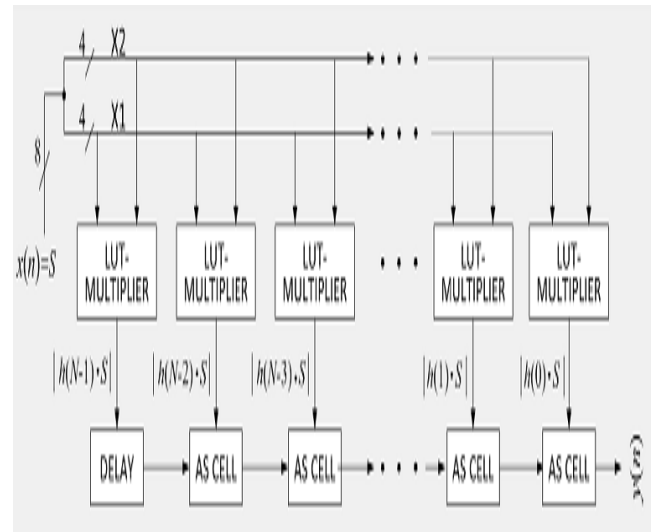 4 X2
4 X1
8
x(n)=S
LUT-
MULTIPLIER
LUT-
MULTIPLIER
LUT-
MULTIPLIER
LUT-
MULTIPLIER
LUT-
MULTIPLIER
|h(N-1)·S|
|h(N-2)·S|
|h(N-3)·S|
|h(1)·S|
|h(0)·S|
DELAY
AS CELL
AS CELL
AS CELL
AS CELL
y(n)